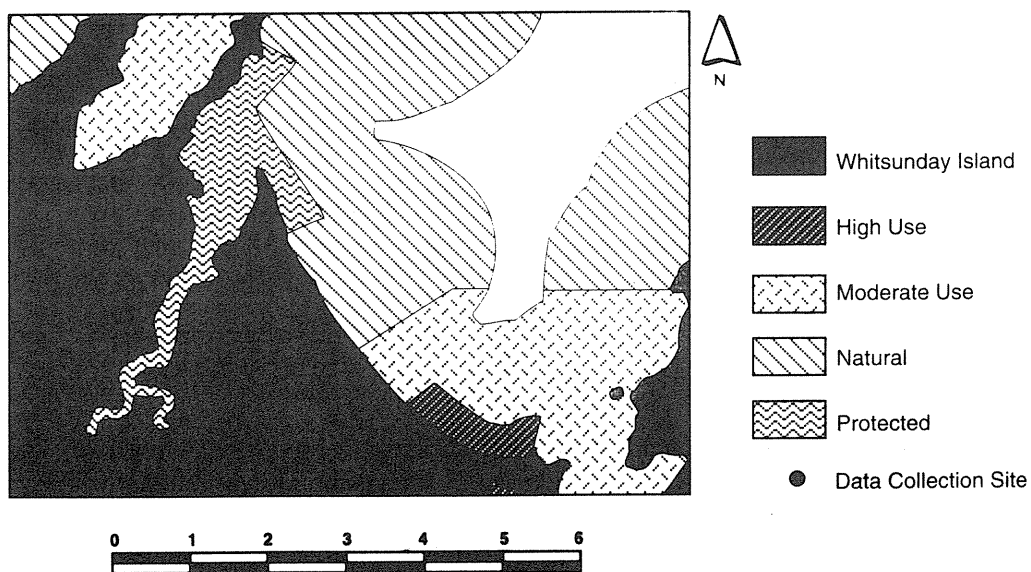 N
Whitsunday Island
High Use
Moderate Use
Natural
Protected
Data Collection Site
0 1 2 3 4 5 6